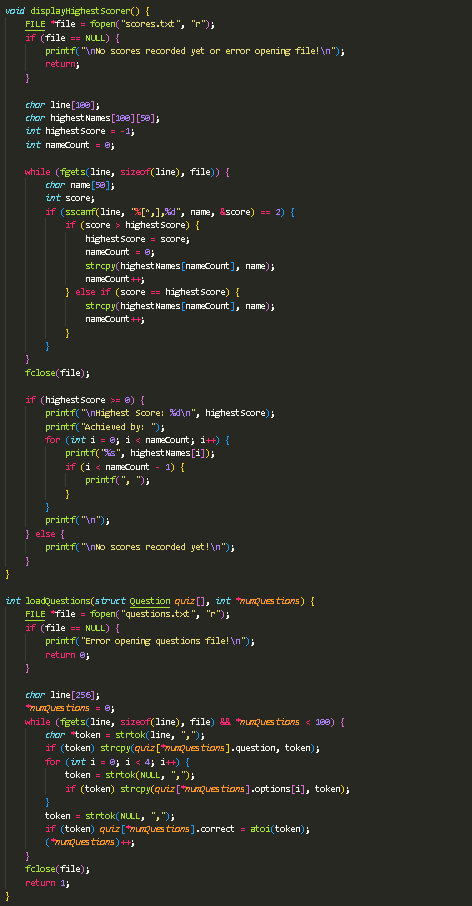 void displayHighestScorer() {
    FILE *file = fopen("scores.txt", "r");
    if (file == NULL) {
        printf("\nNo scores recorded yet or error opening file!\n");
        return;
    }

    char line[100];
    char highestNames[100][50];
    int highestScore = -1;
    int nameCount = 0;

    while (fgets(line, sizeof(line), file)) {
        char name[50];
        int score;
        if (sscanf(line, "%[^,],%d", name, &score) == 2) {
            if (score > highestScore) {
                highestScore = score;
                nameCount = 0;
                strcpy(highestNames[nameCount], name);
                nameCount++;
            } else if (score == highestScore) {
                strcpy(highestNames[nameCount], name);
                nameCount++;
            }
        }
    }
    fclose(file);

    if (highestScore >= 0) {
        printf("\nHighest Score: %d\n", highestScore);
        printf("Achieved by: ");
        for (int i = 0; i < nameCount; i++) {
            printf("%s", highestNames[i]);
            if (i < nameCount - 1) {
                printf(", ");
            }
        }
        printf("\n");
    } else {
        printf("\nNo scores recorded yet!\n");
    }
}

int loadQuestions(struct Question quiz[], int *numQuestions) {
    FILE *file = fopen("questions.txt", "r");
    if (file == NULL) {
        printf("Error opening questions file!\n");
        return 0;
    }

    char line[256];
    *numQuestions = 0;
    while (fgets(line, sizeof(line), file) && *numQuestions < 100) {
        char *token = strtok(line, ",");
        if (token) strcpy(quiz[*numQuestions].question, token);
        for (int i = 0; i < 4; i++) {
            token = strtok(NULL, ",");
            if (token) strcpy(quiz[*numQuestions].options[i], token);
        }
        token = strtok(NULL, ",");
        if (token) quiz[*numQuestions].correct = atoi(token);
        (*numQuestions)++;
    }
    fclose(file);
    return 1;
}